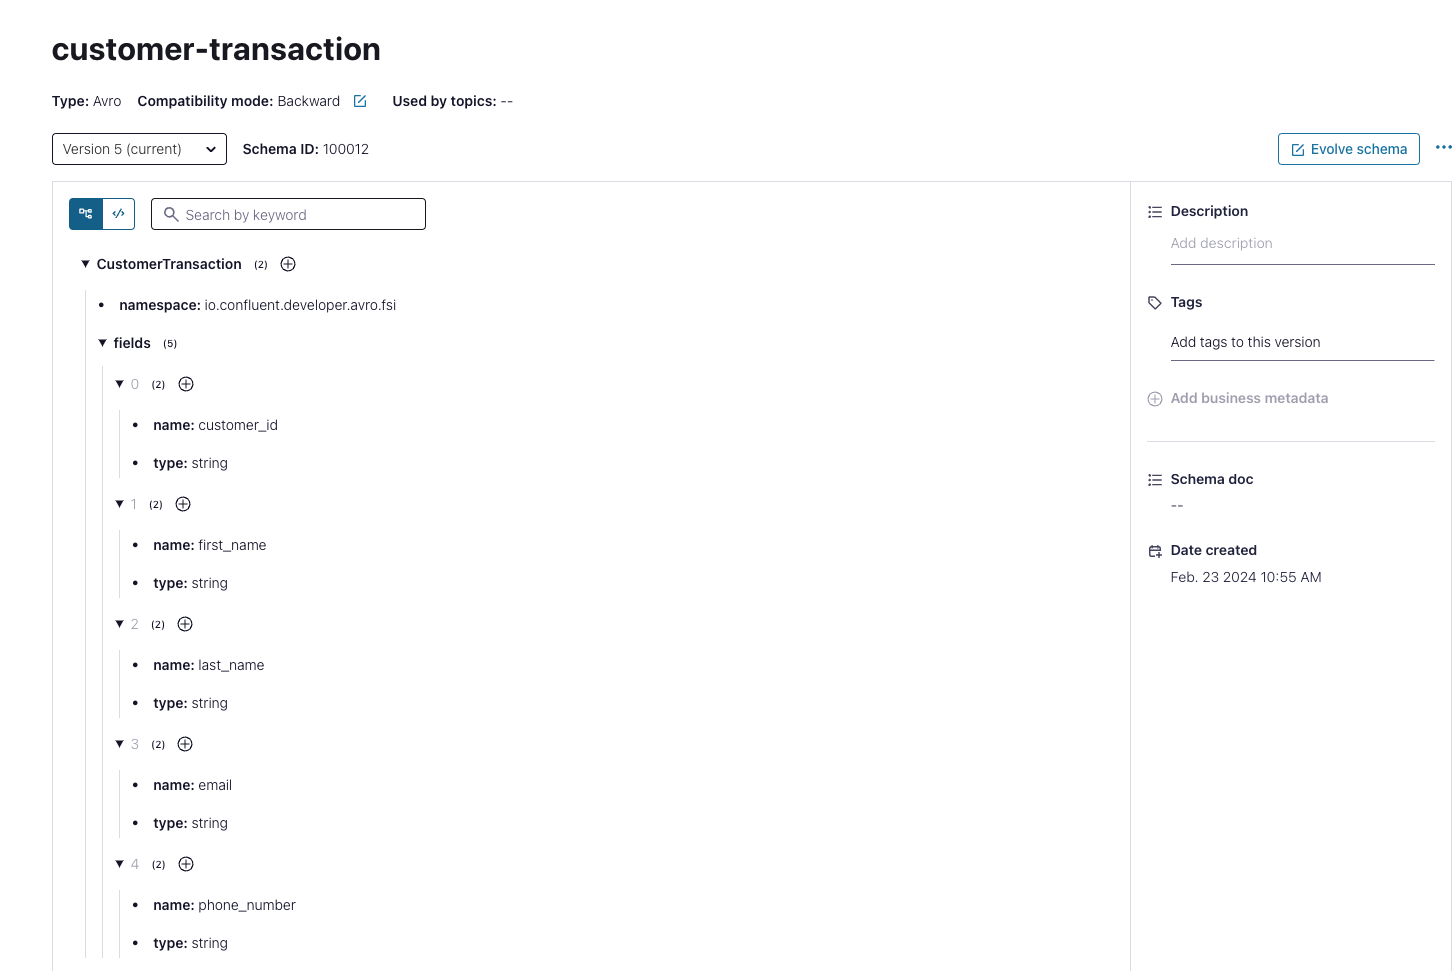 customer-transaction
Type: Avro Compatibility mode: Backward Used by topics: --
Version 5 (current) Schema ID: 100012 Evolve schema
Search by keyword
CustomerTransaction (2)
namespace: io.confluent.developer.avro.fsi
fields (5)
0 (2)
name: customer_id
type: string
1 (2)
name: first_name
type: string
2 (2)
name: last_name
type: string
3 (2)
name: email
type: string
4 (2)
name: phone_number
type: string
Description
Add description
Tags
Add tags to this version
Add business metadata
Schema doc
--
Date created
Feb. 23 2024 10:55 AM